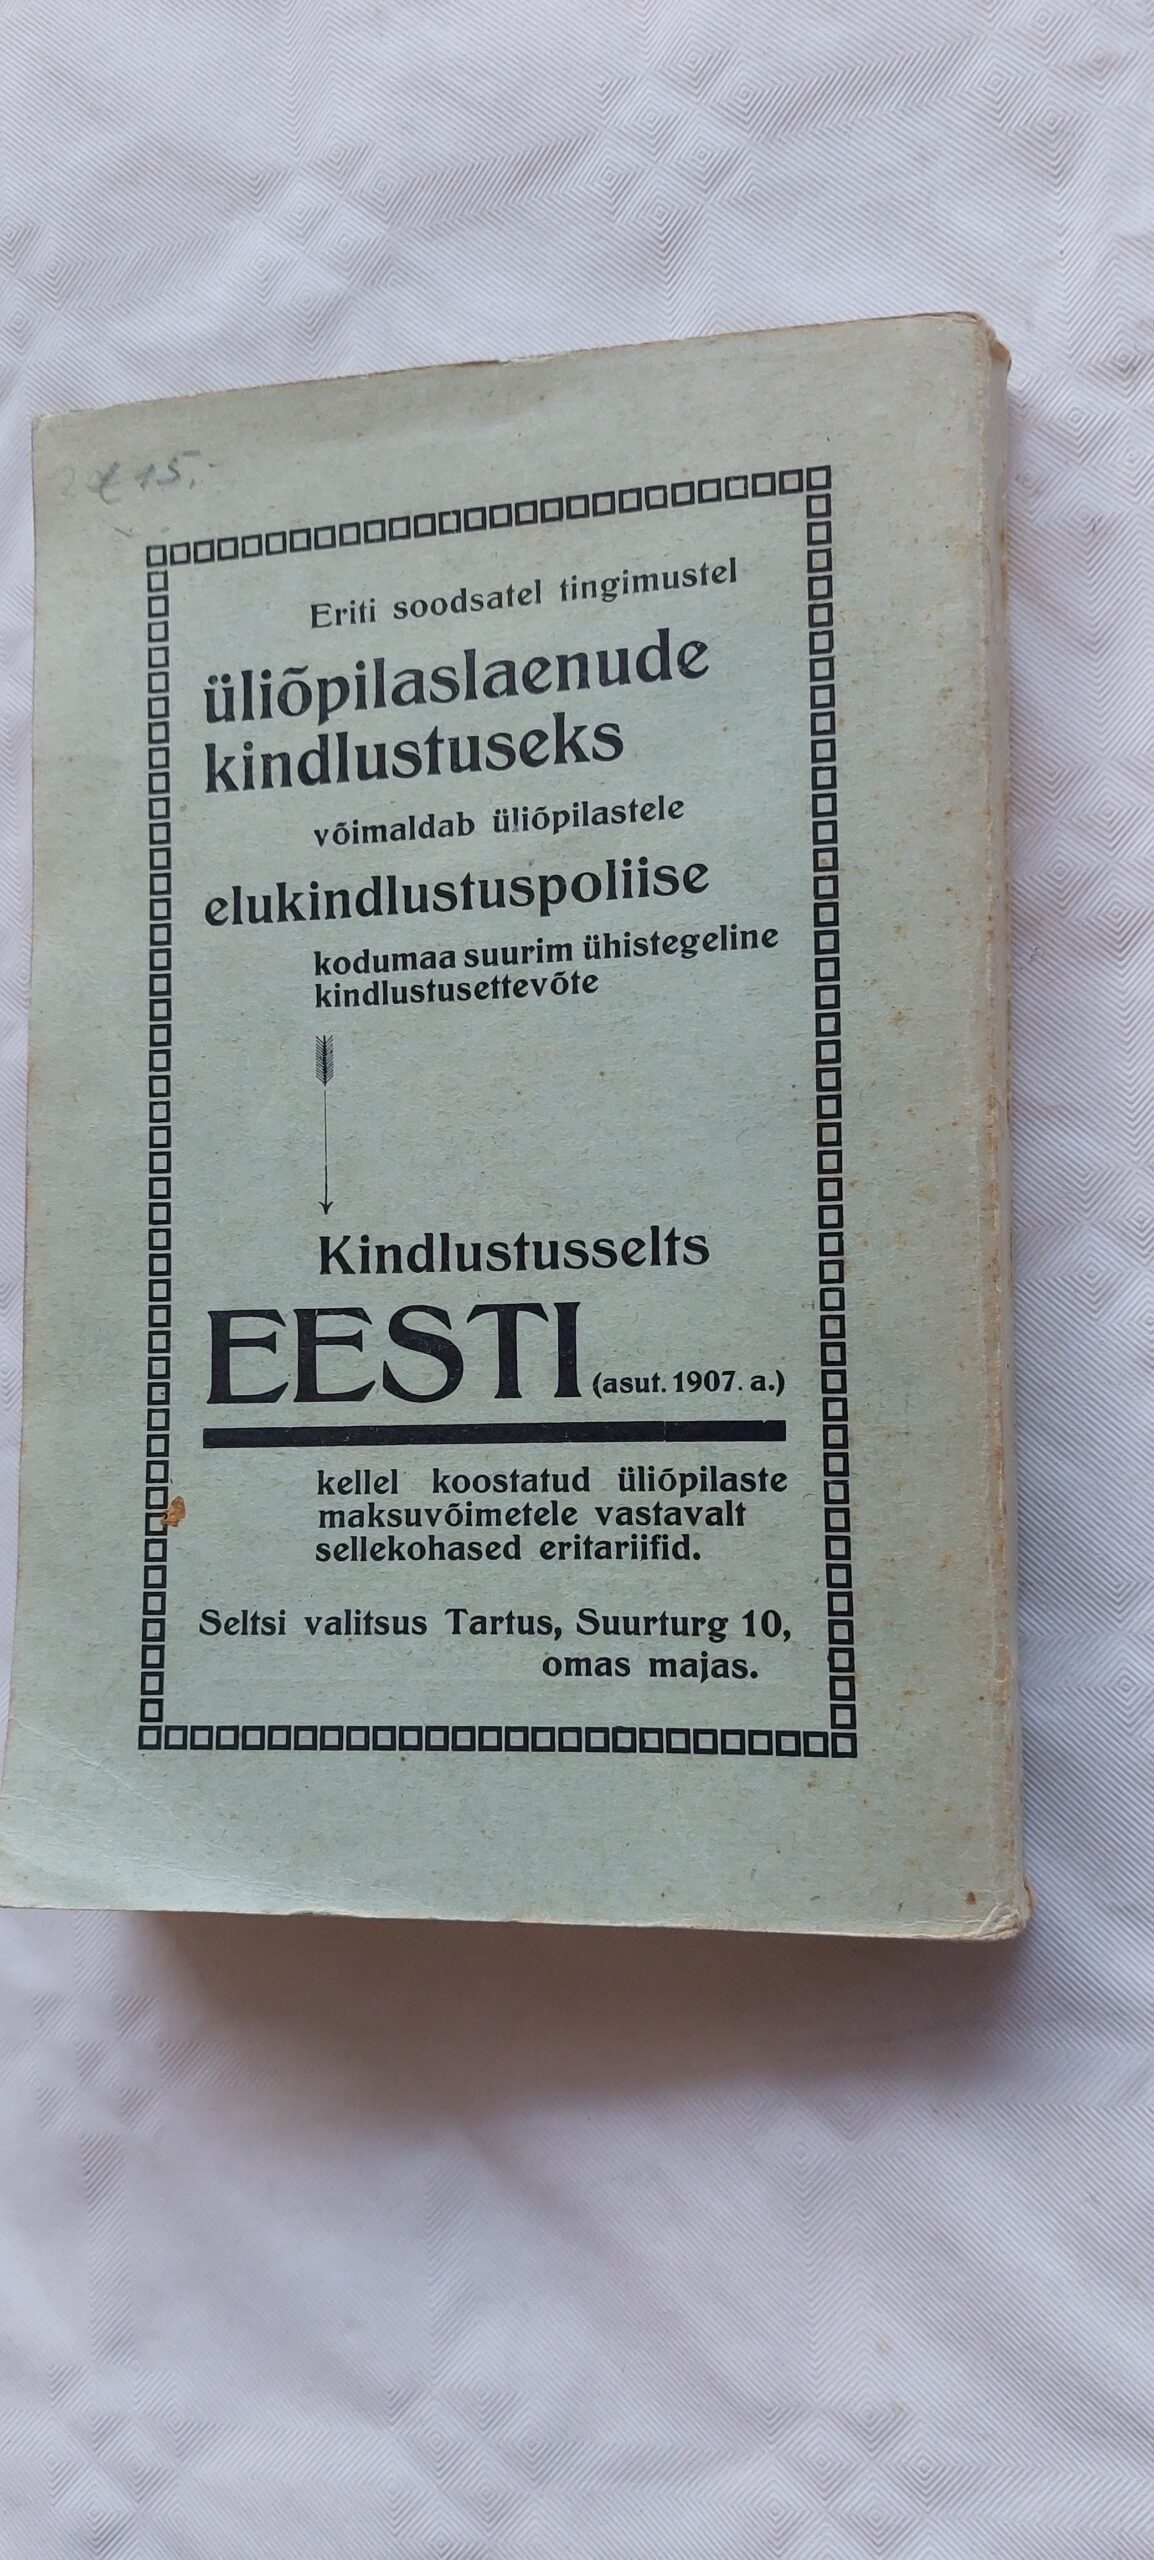 15.-
Eriti soodsatel tingimustel
üliõpilaslaenude
kindlustuseks
võimaldab üliõpilastele
elukindlustuspoliise
kodumaa suurim ühistegeline
kindlustusettevõte
Kindlustusselts
EESTI (asut. 1907. a.)
kellel koostatud üliõpilaste
maksuvõimetele vastavalt
sellekohased eritariifid.
Seltsi valitsus Tartus, Suurturg 10,
omas majas.